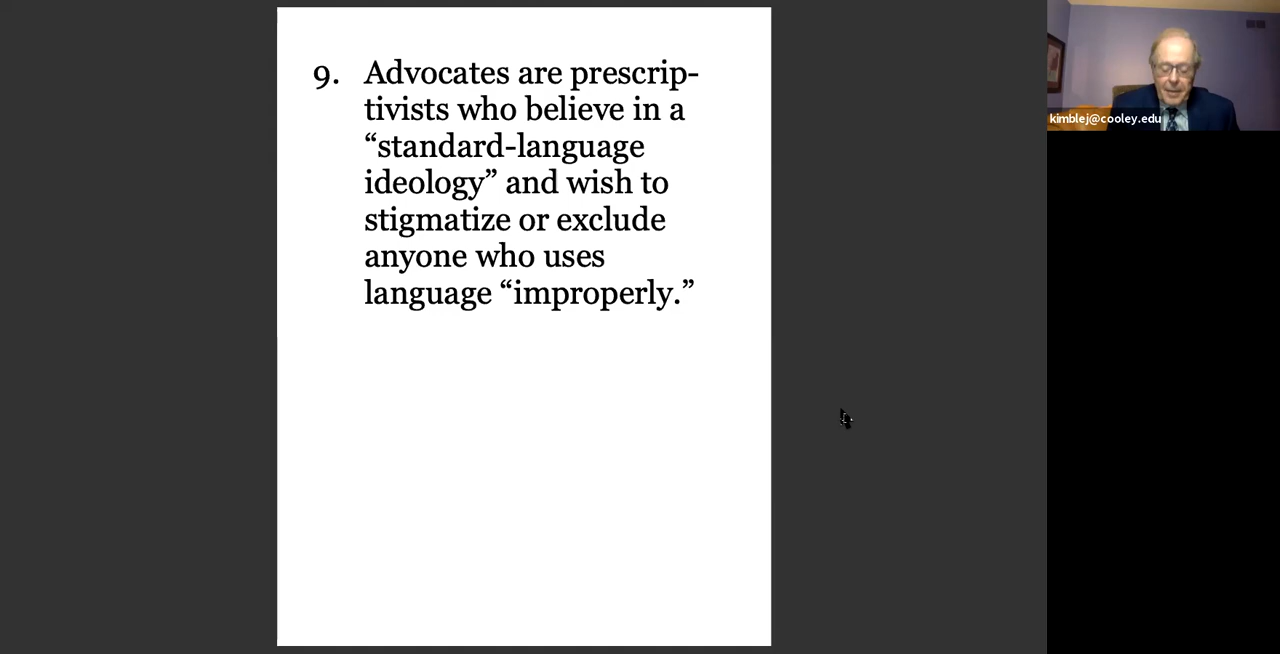 9. Advocates are prescrip-
tivists who believe in a
“standard-language
ideology” and wish to
stigmatize or exclude
anyone who uses
language “improperly.”
kimblej@cooley.edu